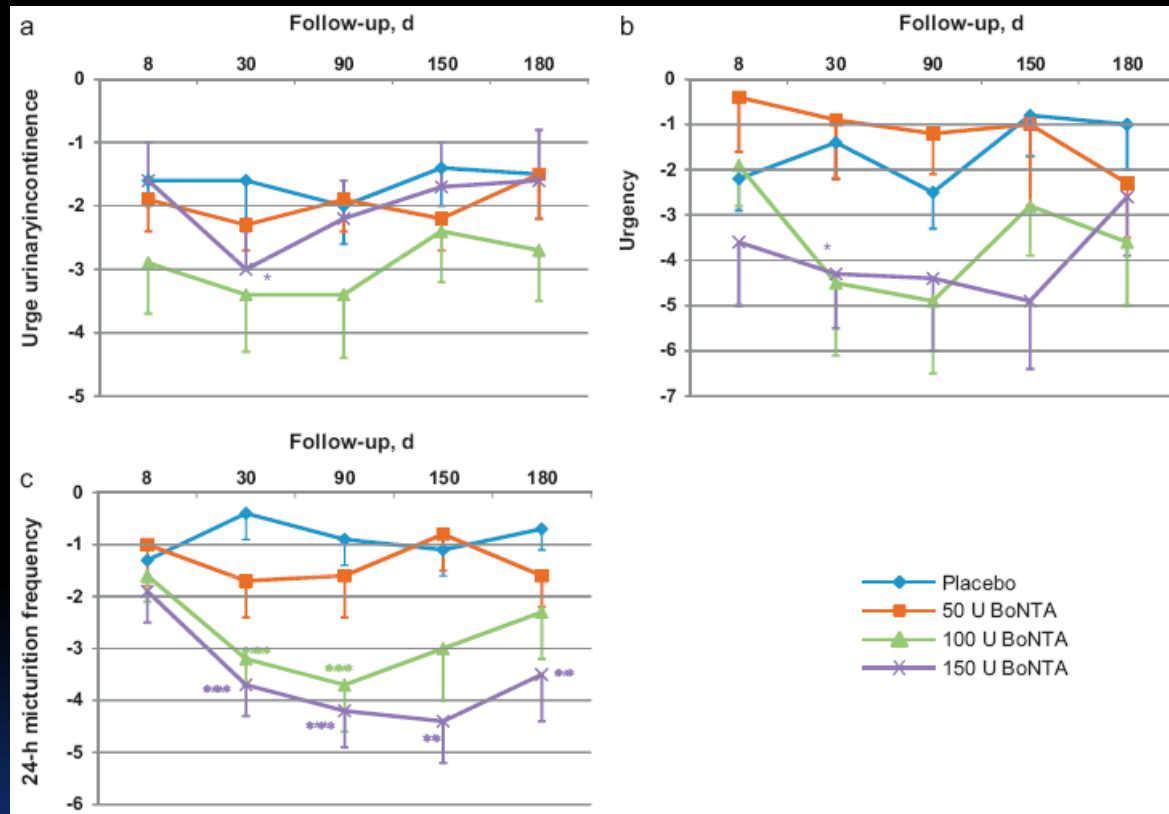 a
Follow-up, d
8 30 90 150 180
0
-1
-2
-3
-4
-5
Urge urinaryincontinence
*
b
Follow-up, d
8 30 90 150 180
0
-1
-2
-3
-4
-5
-6
-7
Urgency
*
c
Follow-up, d
8 30 90 150 180
0
-1
-2
-3
-4
-5
-6
24-h micturition frequency
***
***
***
***
**
**
Placebo
50 U BoNTA
100 U BoNTA
150 U BoNTA